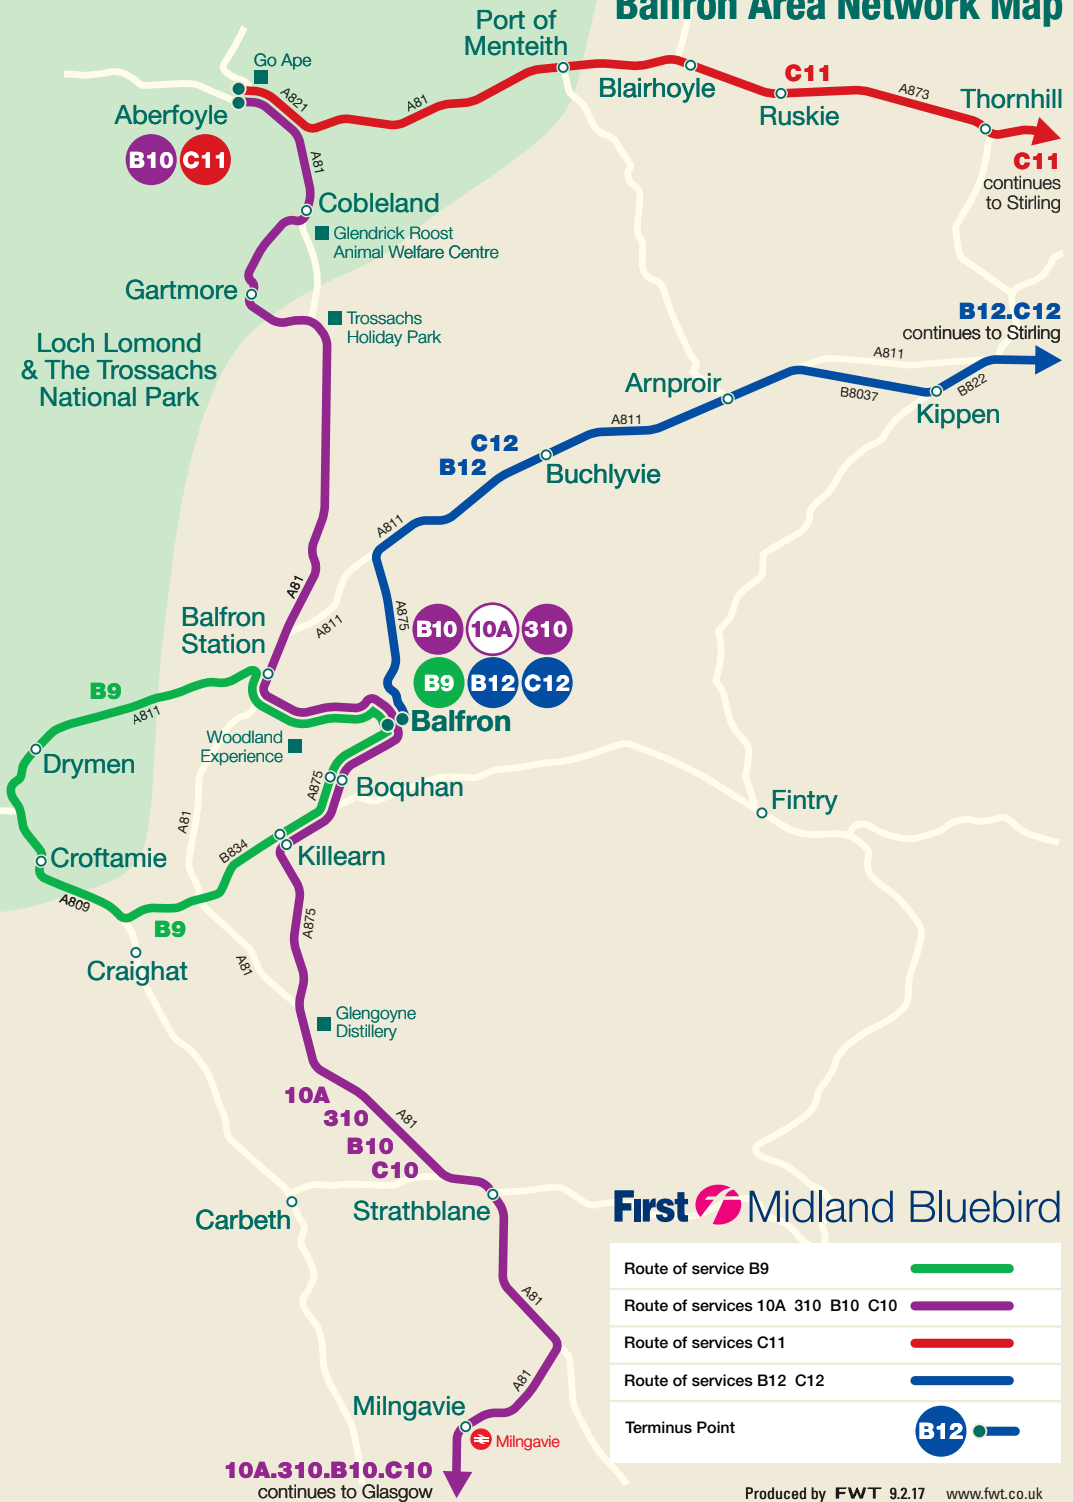 Balfron Area Network Map
Port of
Menteith
Go Ape
A821
A81
Aberfoyle
B10 C11
A81
Blairhoyle
C11
Ruskie
A873
Thornhill
C11
continues
to Stirling
Cobleland
Glendrick Roost
Animal Welfare Centre
Gartmore
Trossachs
Holiday Park
Loch Lomond
& The Trossachs
National Park
B12.C12
continues to Stirling
A811
Arnproir
B8037
B822
Kippen
A811
C12
B12
Buchlyvie
A811
A81
A811
A875
Balfron
Station
B10 10A 310
B9 B12 C12
B9
A811
Balfron
Woodland
Experience
Drymen
A875
Boquhan
Fintry
A81
B834
Killearn
Croftamie
A809
B9
A875
Craighat
A81
Glengoyne
Distillery
10A
310
A81
B10
C10
Carbeth
Strathblane
A81
A81
Milngavie
Milngavie
10A.310.B10.C10
continues to Glasgow
First Midland Bluebird
Route of service B9
Route of services 10A 310 B10 C10
Route of services C11
Route of services B12 C12
Terminus Point
B12
Produced by FWT 9.2.17 www.fwt.co.uk